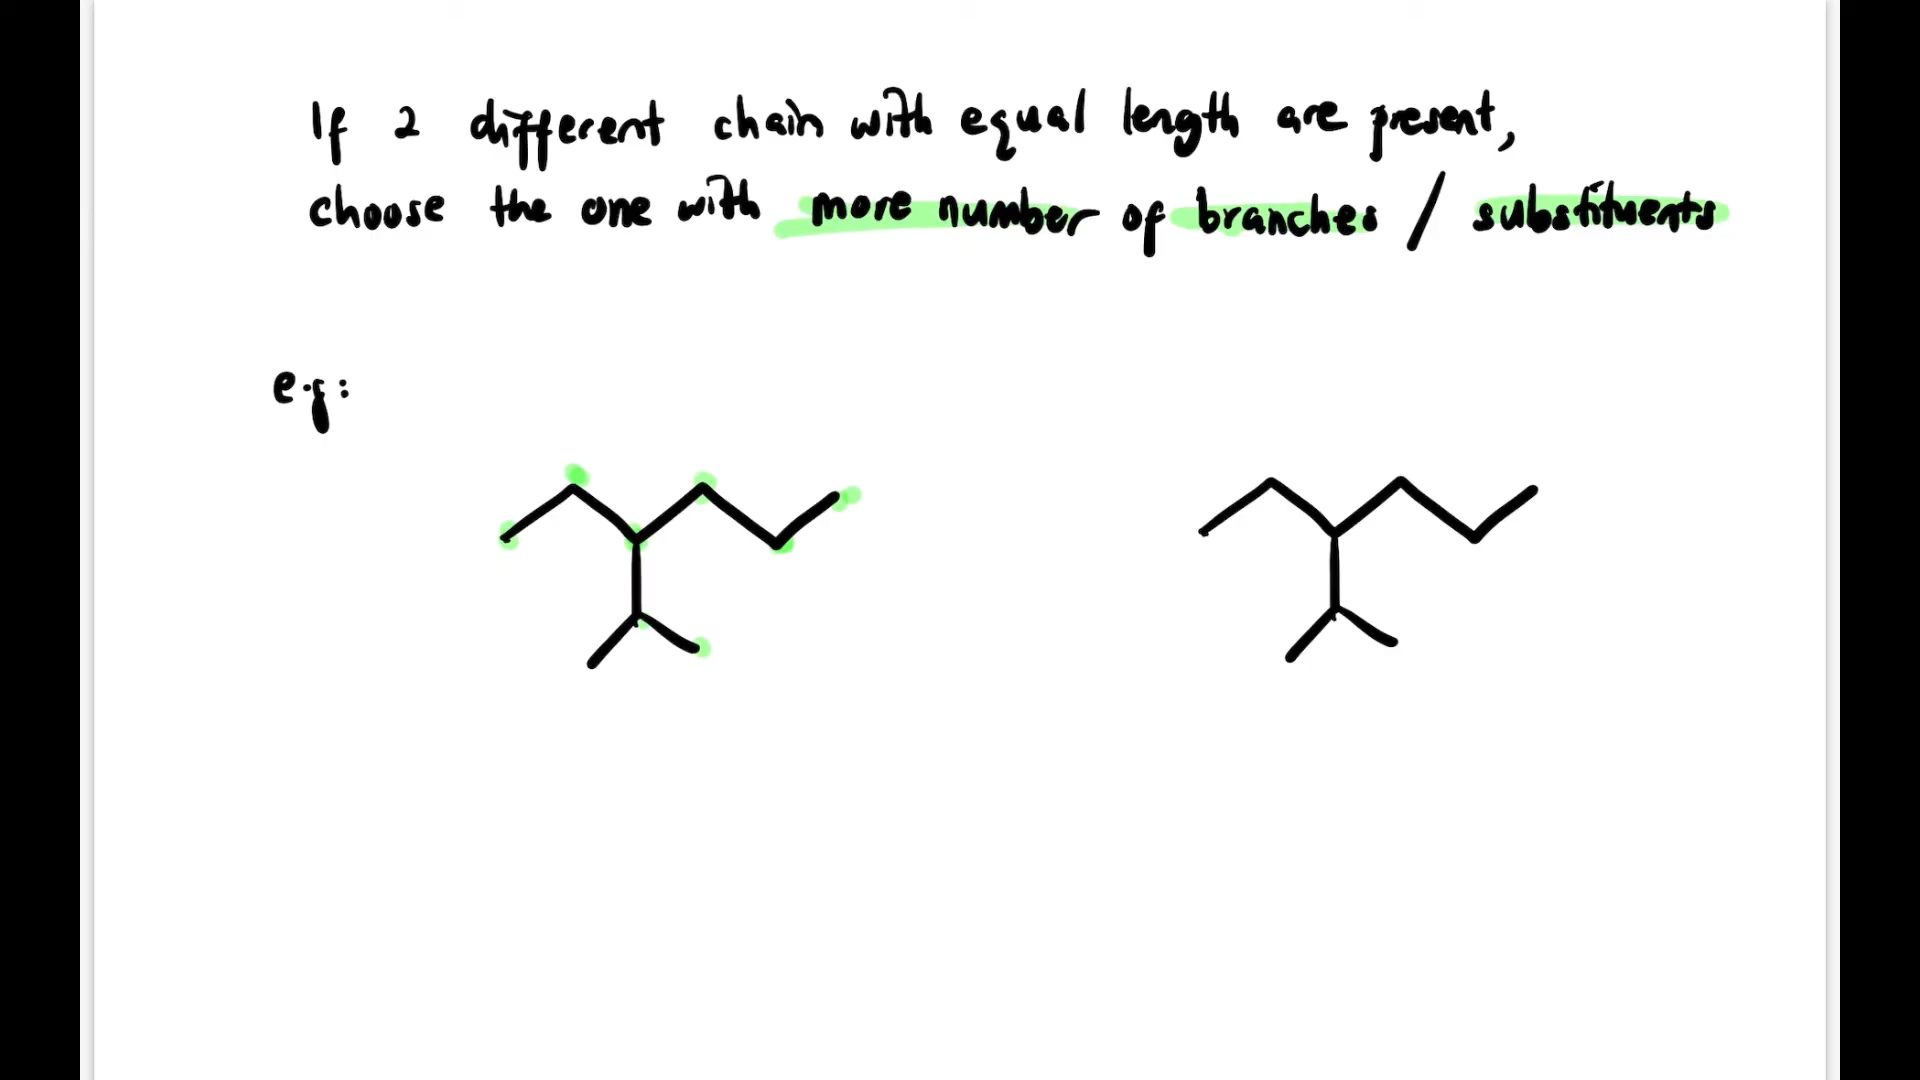 If 2 different chain with equal length are present,
choose the one with more number of branches / substituents
e.g: